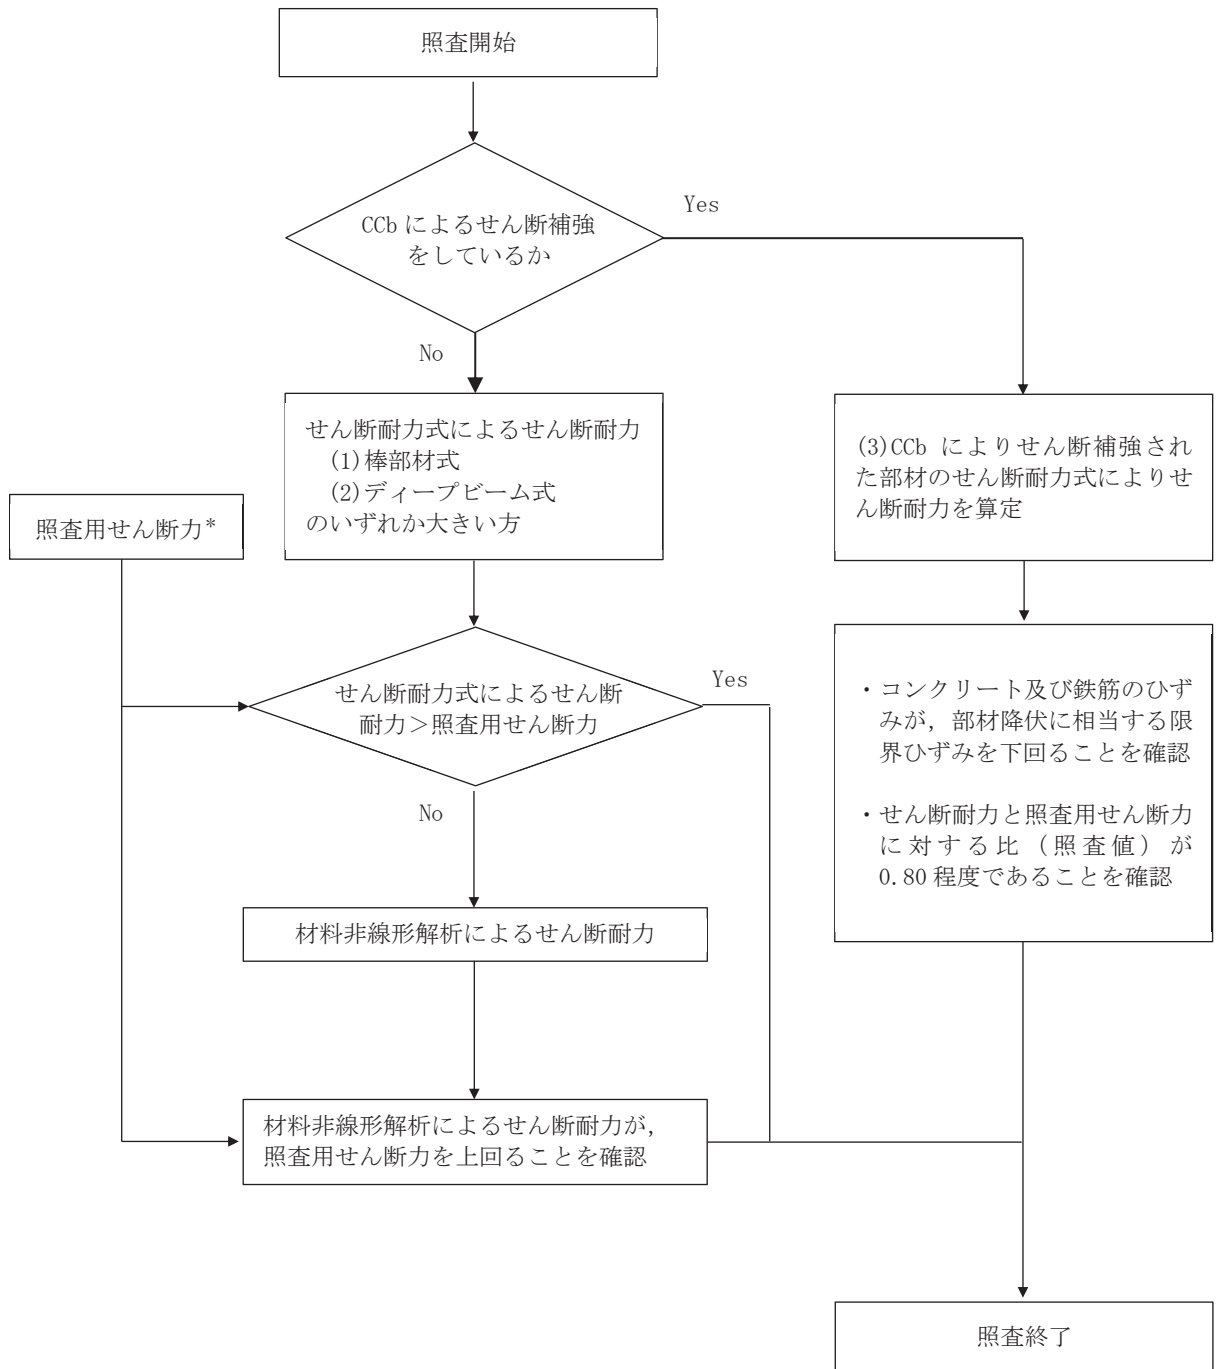 照査開始
CCb によるせん断補強
をしているか
Yes
No
せん断耐力式によるせん断耐力
(1)棒部材式
(2)ディープビーム式
のいずれか大きい方
(3)CCb によりせん断補強され
た部材のせん断耐力式によりせ
ん断耐力を算定
照査用せん断力*
せん断耐力式によるせん断
耐力＞照査用せん断力
Yes
No
・コンクリート及び鉄筋のひず
みが，部材降伏に相当する限
界ひずみを下回ることを確認
・せん断耐力と照査用せん断力
に対する比（照査値）が
0.80 程度であることを確認
材料非線形解析によるせん断耐力
材料非線形解析によるせん断耐力が，
照査用せん断力を上回ることを確認
照査終了